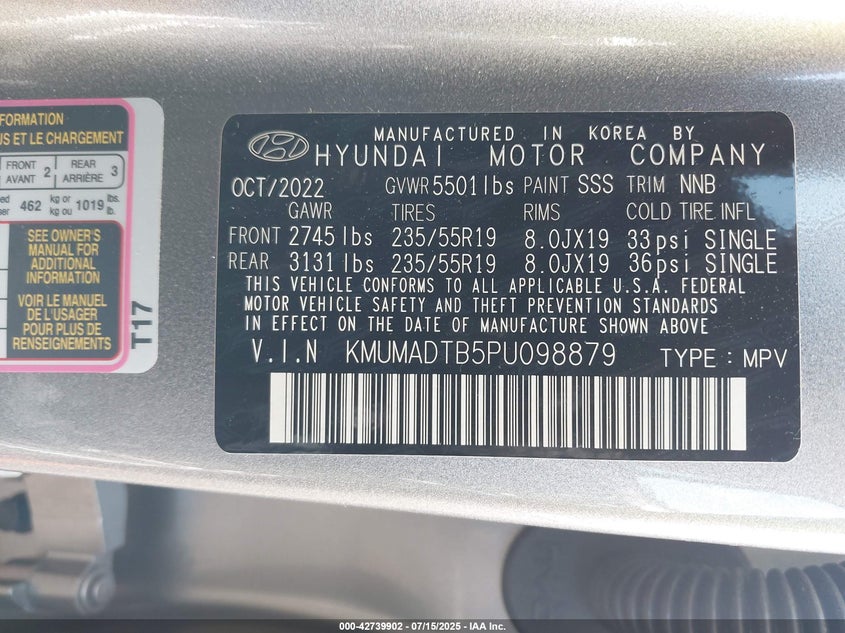 FORMATION
US ET LE CHARGEMENT
FRONT AVANT 2 REAR ARRIÈRE 3
462 kg or kg ou 1019 lbs. lb.
SEE OWNER'S
MANUAL FOR
ADDITIONAL
INFORMATION
VOIR LE MANUEL
DE L'USAGER
POUR PLUS DE
RENSEIGNEMENTS
T17
MANUFACTURED IN KOREA BY
HYUNDAI MOTOR COMPANY
OCT/2022 GVWR 5501lbs PAINT SSS TRIM NNB
GAWR TIRES RIMS COLD TIRE INFL
FRONT 2745 lbs 235/55R19 8.0JX19 33psi SINGLE
REAR 3131 lbs 235/55R19 8.0JX19 36psi SINGLE
THIS VEHICLE CONFORMS TO ALL APPLICABLE U.S.A. FEDERAL
MOTOR VEHICLE SAFETY AND THEFT PREVENTION STANDARDS
IN EFFECT ON THE DATE OF MANUFACTURE SHOWN ABOVE
V.I.N KMUMADTB5PU098879 TYPE : MPV
000-42739902 - 07/15/2025 - IAA Inc.